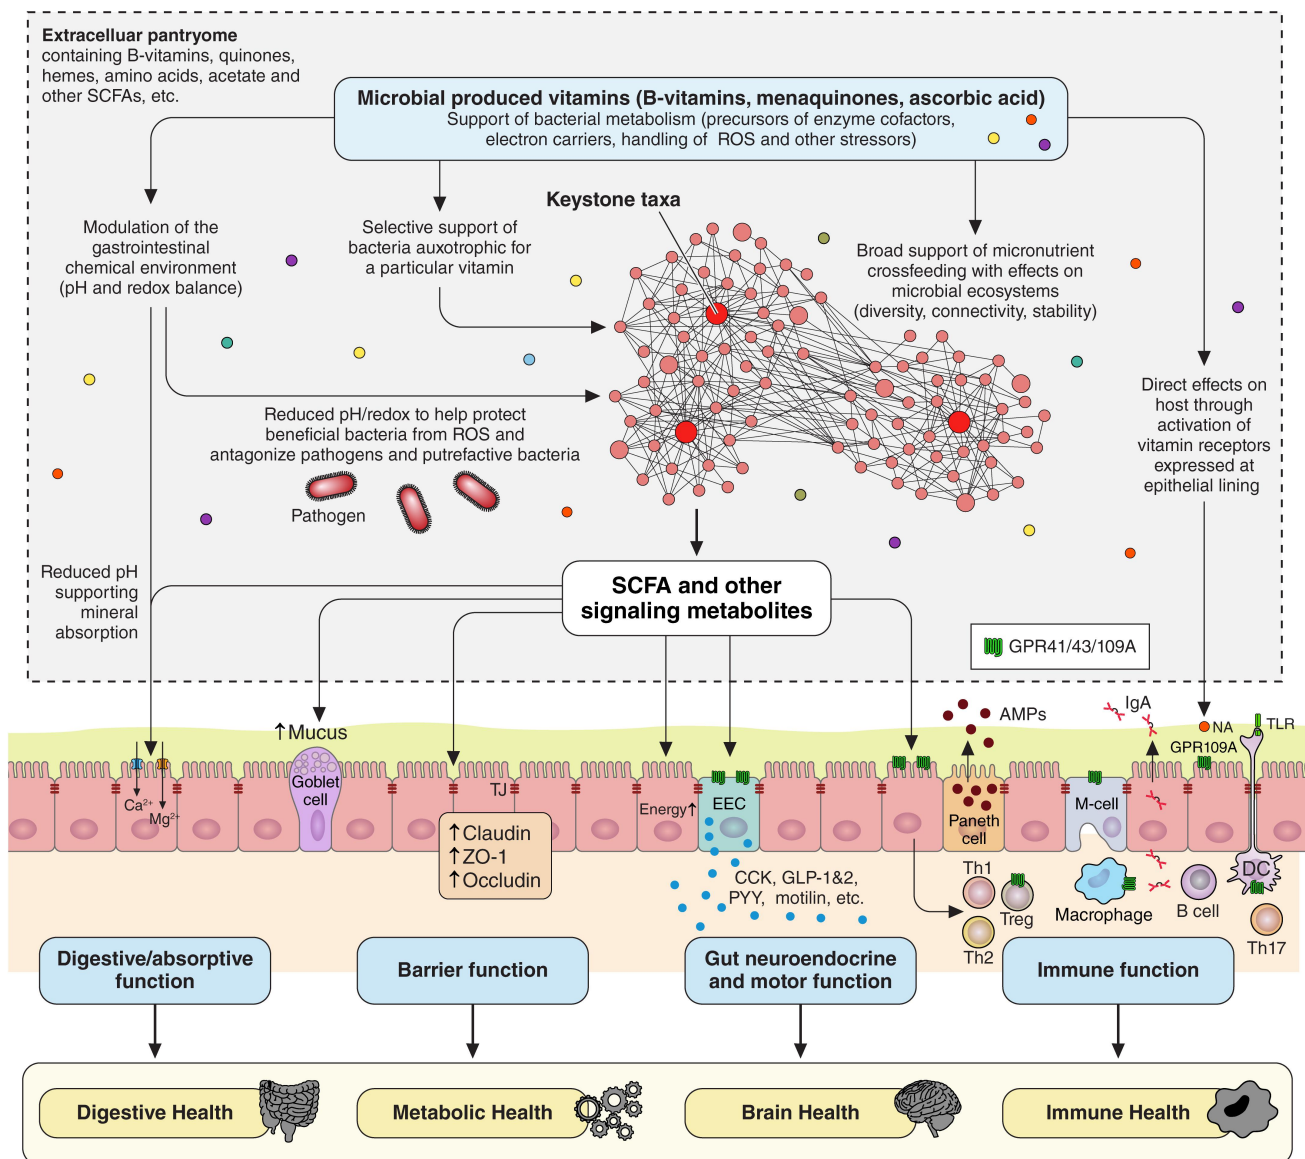 Extracelluar pantryome
containing B-vitamins, quinones,
hemes, amino acids, acetate and
other SCFAs, etc.
Microbial produced vitamins (B-vitamins, menaquinones, ascorbic acid)
Support of bacterial metabolism (precursors of enzyme cofactors,
electron carriers, handling of ROS and other stressors)
Modulation of the
gastrointestinal
chemical environment
(pH and redox balance)
Selective support of
bacteria auxotrophic for
a particular vitamin
Keystone taxa
Broad support of micronutrient
crossfeeding with effects on
microbial ecosystems
(diversity, connectivity, stability)
Direct effects on
host through
activation of
vitamin receptors
expressed at
epithelial lining
Reduced pH/redox to help protect
beneficial bacteria from ROS and
antagonize pathogens and putrefactive bacteria
Pathogen
Reduced pH
supporting
mineral
absorption
SCFA and other
signaling metabolites
GPR41/43/109A
↑Mucus
Goblet
cell
Ca²⁺
Mg²⁺
TJ
↑Claudin
↑ZO-1
↑Occludin
Energy↑
EEC
CCK, GLP-1&2,
PYY, motilin, etc.
AMPs
Paneth
cell
Th1
Treg
Th2
IgA
M-cell
Macrophage
B cell
NA
GPR109A
TLR
DC
Th17
Digestive/absorptive
function
Barrier function
Gut neuroendocrine
and motor function
Immune function
Digestive Health
Metabolic Health
Brain Health
Immune Health